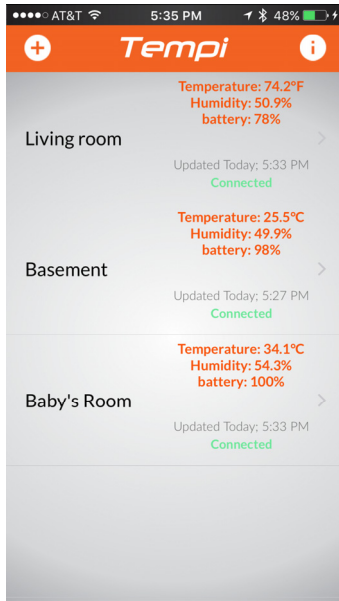 AT&T 5:35 PM 48%
Tempi
Temperature: 74.2°F
Humidity: 50.9%
battery: 78%
Living room
Updated Today; 5:33 PM
Connected
Temperature: 25.5°C
Humidity: 49.9%
battery: 98%
Basement
Updated Today; 5:27 PM
Connected
Temperature: 34.1°C
Humidity: 54.3%
battery: 100%
Baby's Room
Updated Today; 5:33 PM
Connected